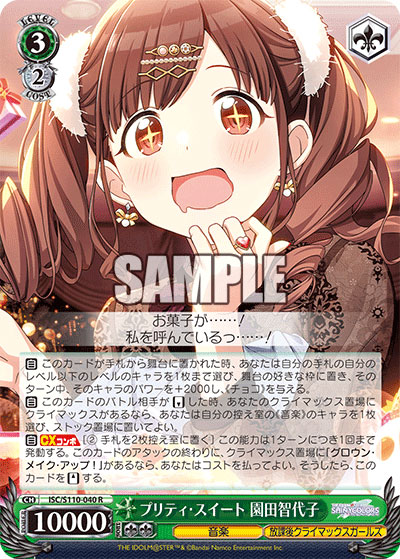 LEVEL
3
2
COST
SAMPLE
お菓子が……!
私を呼んでいるっ……!
自 このカードが手札から舞台に置かれた時、あなたは自分の手札の自分の
レベル以下のレベルのキャラを1枚まで選び、舞台の好きな枠に置き、その
ターン中、そのキャラのパワーを+2000し、《チョコ》を与える。
自 このカードのバトル相手が【】した時、あなたのクライマックス置場に
クライマックスがあるなら、あなたは自分の控え室の《音楽》のキャラを1枚
選び、ストック置場に置いてよい。
自 CXコンボ [② 手札を2枚控え室に置く] この能力は1ターンにつき1回まで
発動する。このカードのアタックの終わりに、クライマックス置場に「グロウ・
メイク・アップ!」があるなら、あなたはコストを払ってよい。そうしたら、この
カードを【】する。
CH ISC/S110-040 R
10000
プリティ・スイート 園田智代子
SHINYCOLORS
音楽
放課後クライマックスガールズ
THE IDOLM@STER™ & ©Bandai Namco Entertainment Inc.